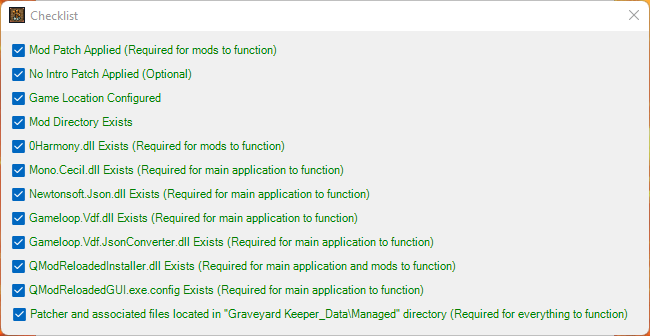 Checklist
Mod Patch Applied (Required for mods to function)
No Intro Patch Applied (Optional)
Game Location Configured
Mod Directory Exists
0Harmony.dll Exists (Required for mods to function)
Mono.Cecil.dll Exists (Required for main application to function)
Newtonsoft.Json.dll Exists (Required for main application to function)
Gameloop.Vdf.dll Exists (Required for main application to function)
Gameloop.Vdf.JsonConverter.dll Exists (Required for main application to function)
QModReloadedInstaller.dll Exists (Required for main application and mods to function)
QModReloadedGUI.exe.config Exists (Required for main application to function)
Patcher and associated files located in "Graveyard Keeper_Data\Managed" directory (Required for everything to function)